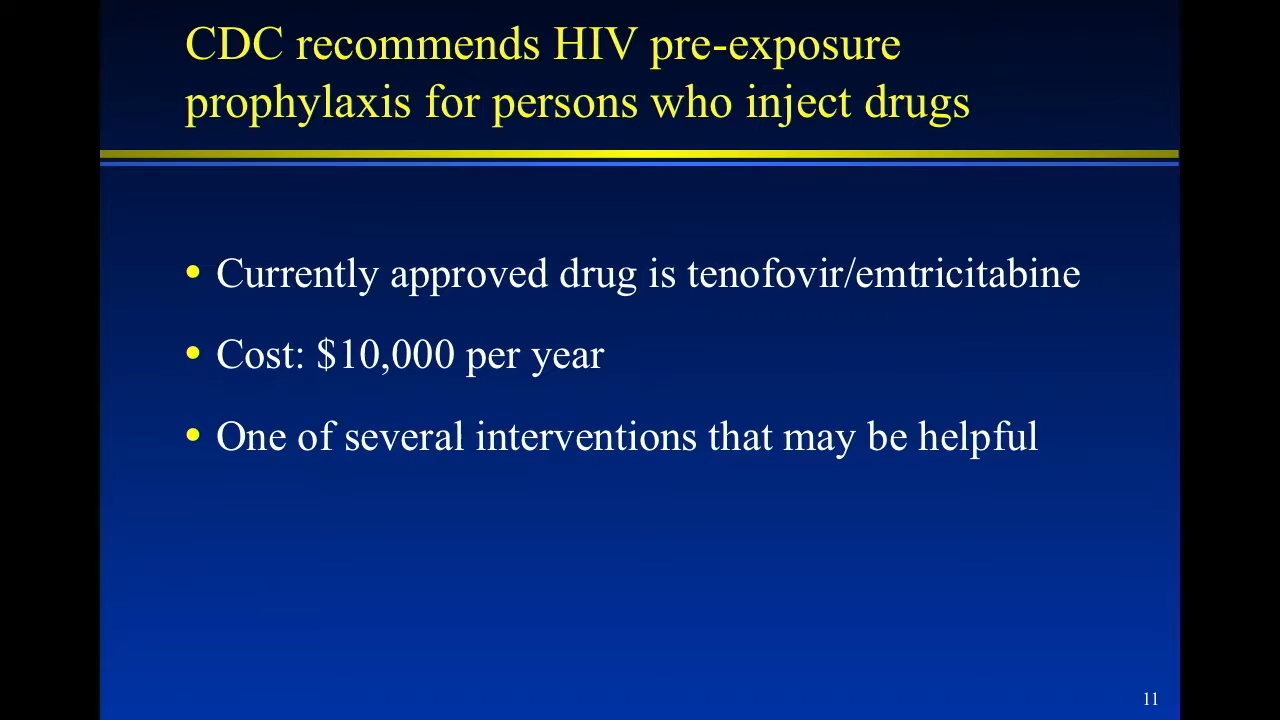 CDC recommends HIV pre-exposure
prophylaxis for persons who inject drugs
• Currently approved drug is tenofovir/emtricitabine
• Cost: $10,000 per year
• One of several interventions that may be helpful
11